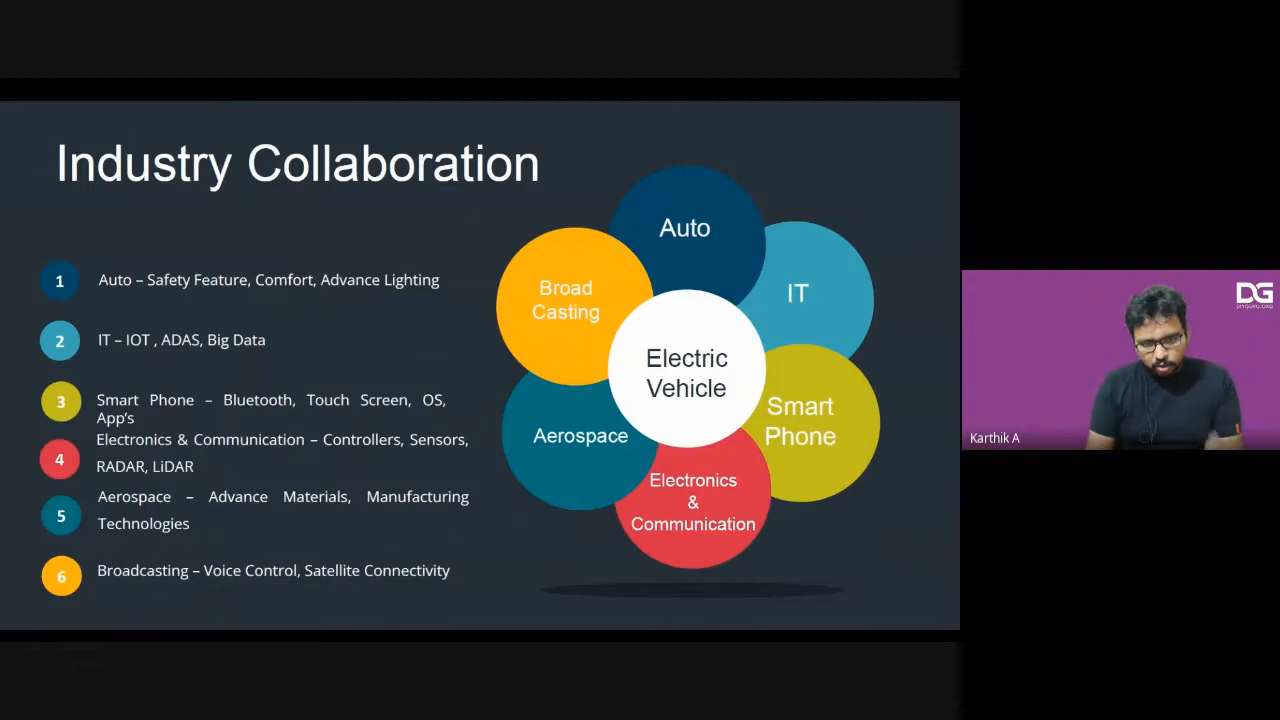 Industry Collaboration
1
Auto – Safety Feature, Comfort, Advance Lighting
2
IT – IOT , ADAS, Big Data
3
Smart Phone – Bluetooth, Touch Screen, OS,
App's
4
Electronics & Communication – Controllers, Sensors,
RADAR, LiDAR
5
Aerospace – Advance Materials, Manufacturing
Technologies
6
Broadcasting – Voice Control, Satellite Connectivity
Auto
IT
Smart
Phone
Electronics
&
Communication
Aerospace
Broad
Casting
Electric
Vehicle
DG
DIYGURU.ORG
Karthik A